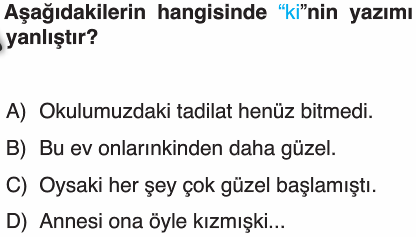 Aşağıdakilerin hangisinde “ki”nin yazımı
yanlıştır?
A) Okulumuzdaki tadilat henüz bitmedi.
B) Bu ev onlarınkinden daha güzel.
C) Oysaki her şey çok güzel başlamıştı.
D) Annesi ona öyle kızmışki...